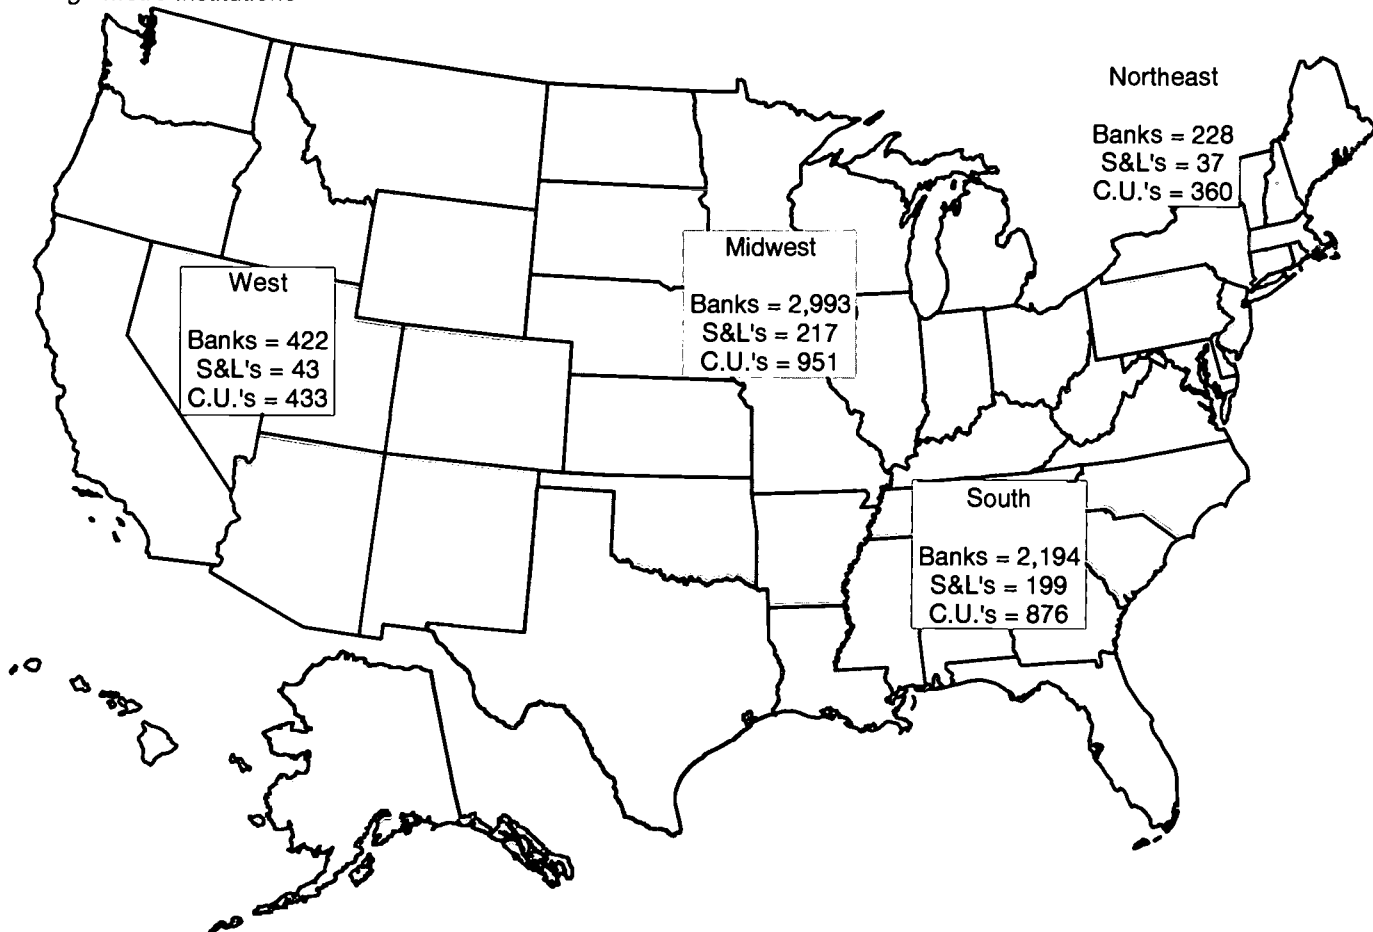 Institutions
Northeast
Banks = 228
S&L's = 37
C.U.'s = 360
Midwest
Banks = 2,993
S&L's = 217
C.U.'s = 951
West
Banks = 422
S&L's = 43
C.U.'s = 433
South
Banks = 2,194
S&L's = 199
C.U.'s = 876